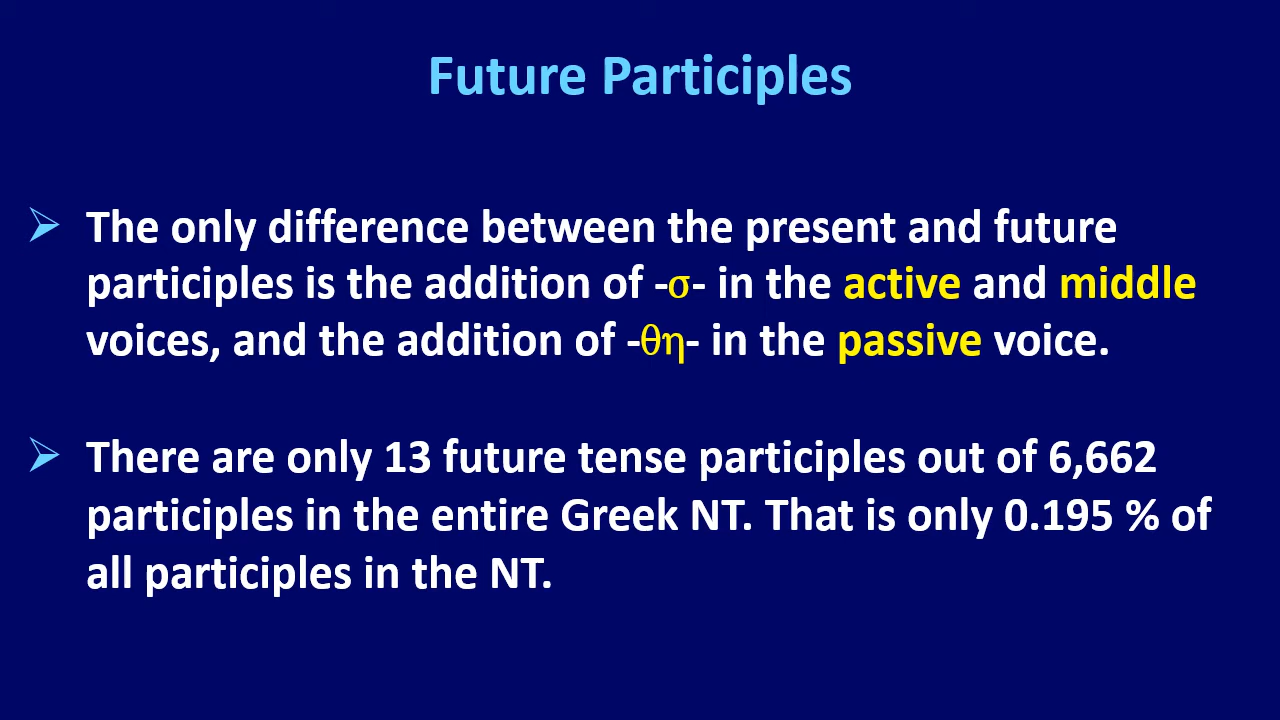 Future Participles
The only difference between the present and future
participles is the addition of -σ- in the active and middle
voices, and the addition of -θη- in the passive voice.
There are only 13 future tense participles out of 6,662
participles in the entire Greek NT. That is only 0.195 % of
all participles in the NT.